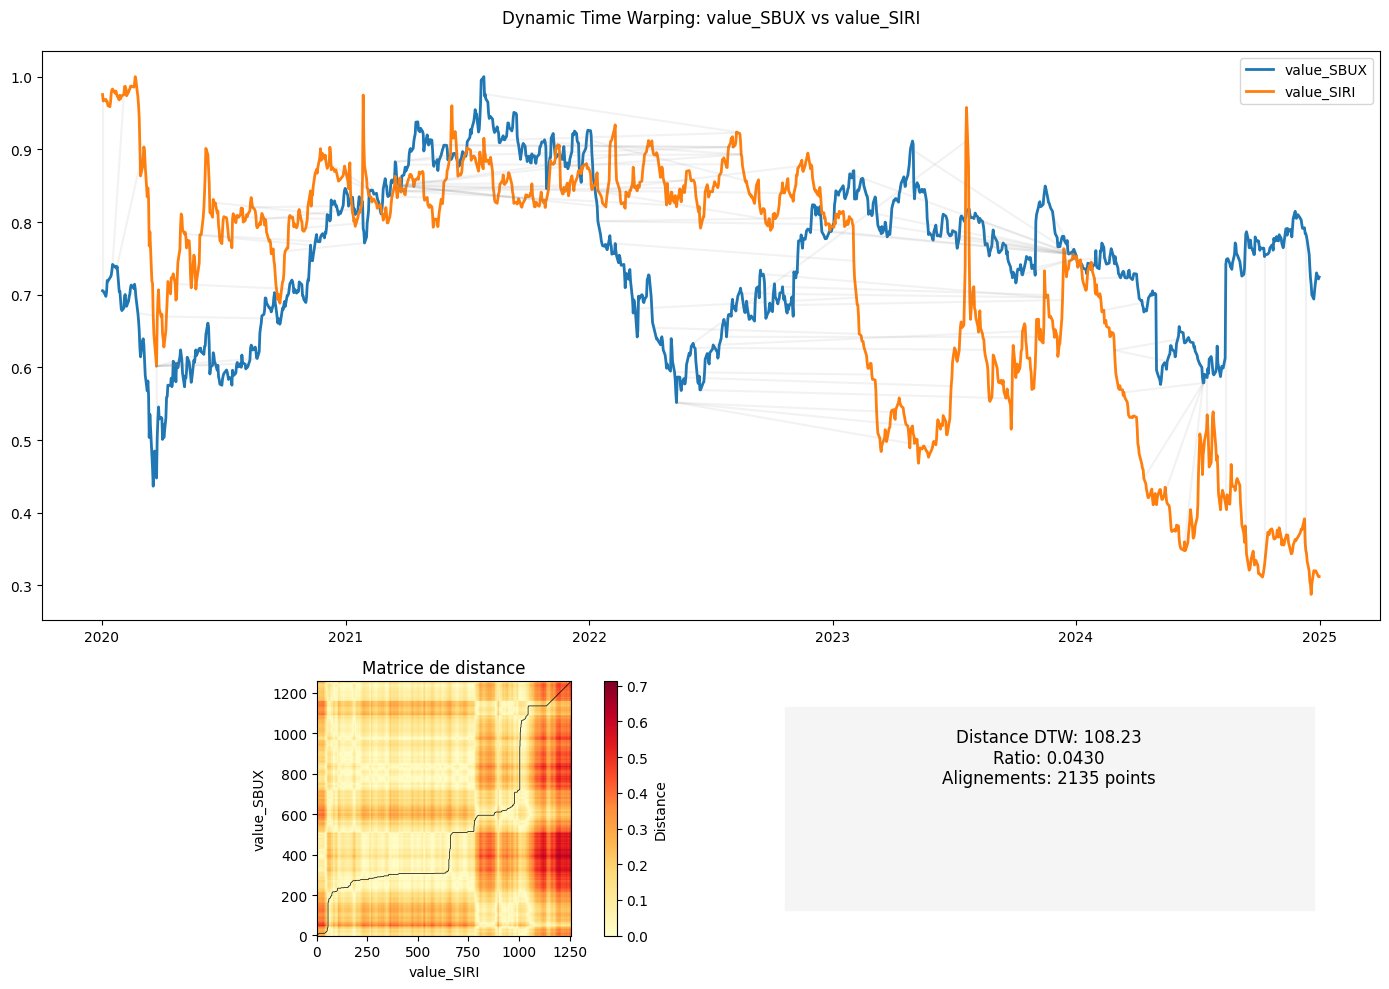 Dynamic Time Warping: value_SBUX vs value_SIRI
value_SBUX
value_SIRI
1.0
0.9
0.8
0.7
0.6
0.5
0.4
0.3
2020 2021 2022 2023 2024 2025
Matrice de distance
value_SBUX
1200
1000
800
600
400
200
0
0 250 500 750 1000 1250
value_SIRI
0.7
0.6
0.5
0.4
0.3
0.2
0.1
0.0
Distance
Distance DTW: 108.23
Ratio: 0.0430
Alignements: 2135 points